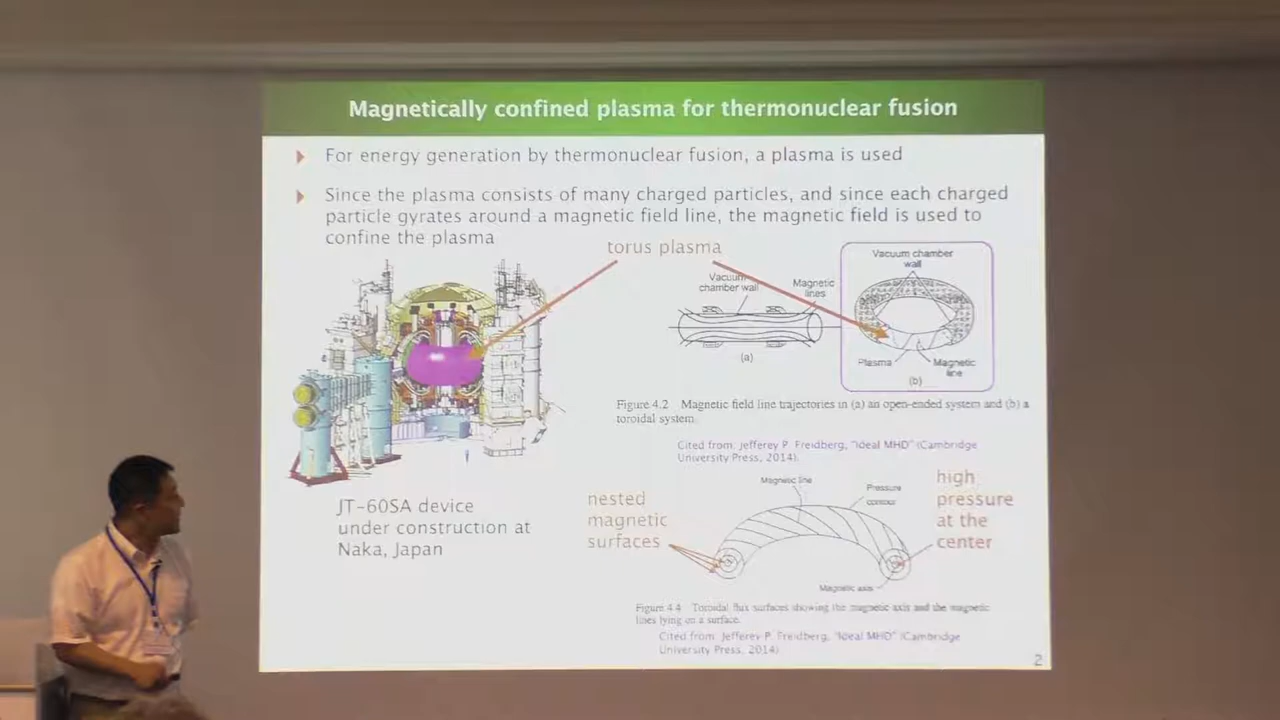 Magnetically confined plasma for thermonuclear fusion
For energy generation by thermonuclear fusion, a plasma is used
Since the plasma consists of many charged particles, and since each charged
particle gyrates around a magnetic field line, the magnetic field is used to
confine the plasma
torus plasma
Vacuum
chamber wall
Magnetic
lines
(a)
Vacuum chamber
wall
Plasma
Magnetic
line
(b)
Figure 4.2 Magnetic field line trajectories in (a) an open-ended system and (b) a
toroidal system.
Cited from: Jefferey P. Freidberg, "Ideal MHD" (Cambridge
University Press, 2014).
JT-60SA device
under construction at
Naka, Japan
nested
magnetic
surfaces
Magnetic line
Pressure
contour
high
pressure
at the
center
Magnetic axis
Figure 4.4 Toroidal flux surfaces showing the magnetic axis and the magnetic
lines lying on a surface.
Cited from: Jefferey P. Freidberg, "Ideal MHD" (Cambridge
University Press, 2014)
2